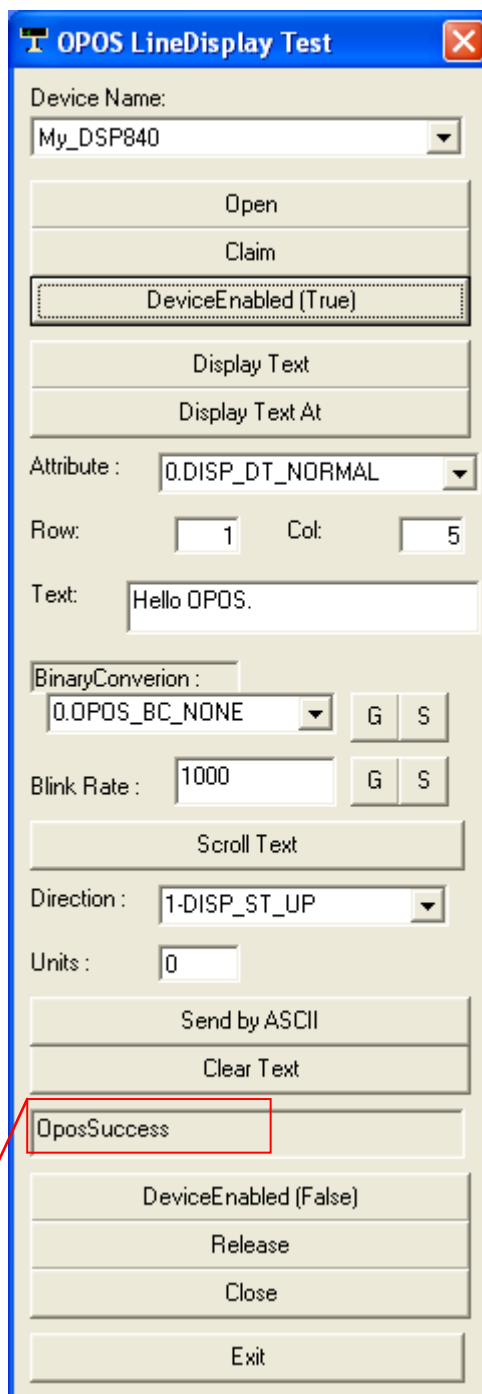 OPOS LineDisplay Test
Device Name:
My_DSP840
Open
Claim
DeviceEnabled (True)
Display Text
Display Text At
Attribute : 0.DISP_DT_NORMAL
Row: 1 Col: 5
Text: Hello OPOS.
BinaryConverion :
0.OPOS_BC_NONE G S
Blink Rate : 1000 G S
Scroll Text
Direction : 1-DISP_ST_UP
Units : 0
Send by ASCII
Clear Text
OposSuccess
DeviceEnabled (False)
Release
Close
Exit